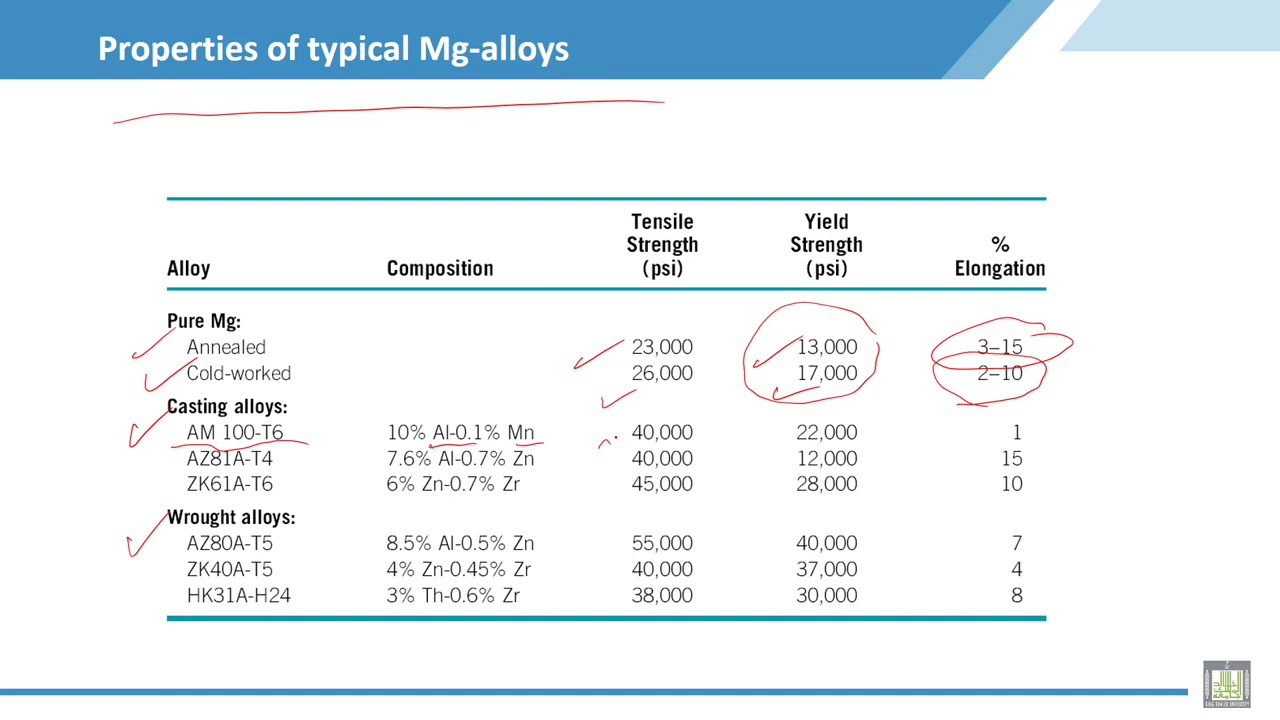 Properties of typical Mg-alloys
Alloy Composition Tensile Strength (psi) Yield Strength (psi) % Elongation
Pure Mg:
Annealed 23,000 13,000 3–15
Cold-worked 26,000 17,000 2–10
Casting alloys:
AM 100-T6 10% Al-0.1% Mn 40,000 22,000 1
AZ81A-T4 7.6% Al-0.7% Zn 40,000 12,000 15
ZK61A-T6 6% Zn-0.7% Zr 45,000 28,000 10
Wrought alloys:
AZ80A-T5 8.5% Al-0.5% Zn 55,000 40,000 7
ZK40A-T5 4% Zn-0.45% Zr 40,000 37,000 4
HK31A-H24 3% Th-0.6% Zr 38,000 30,000 8
KING KHALID UNIVERSITY